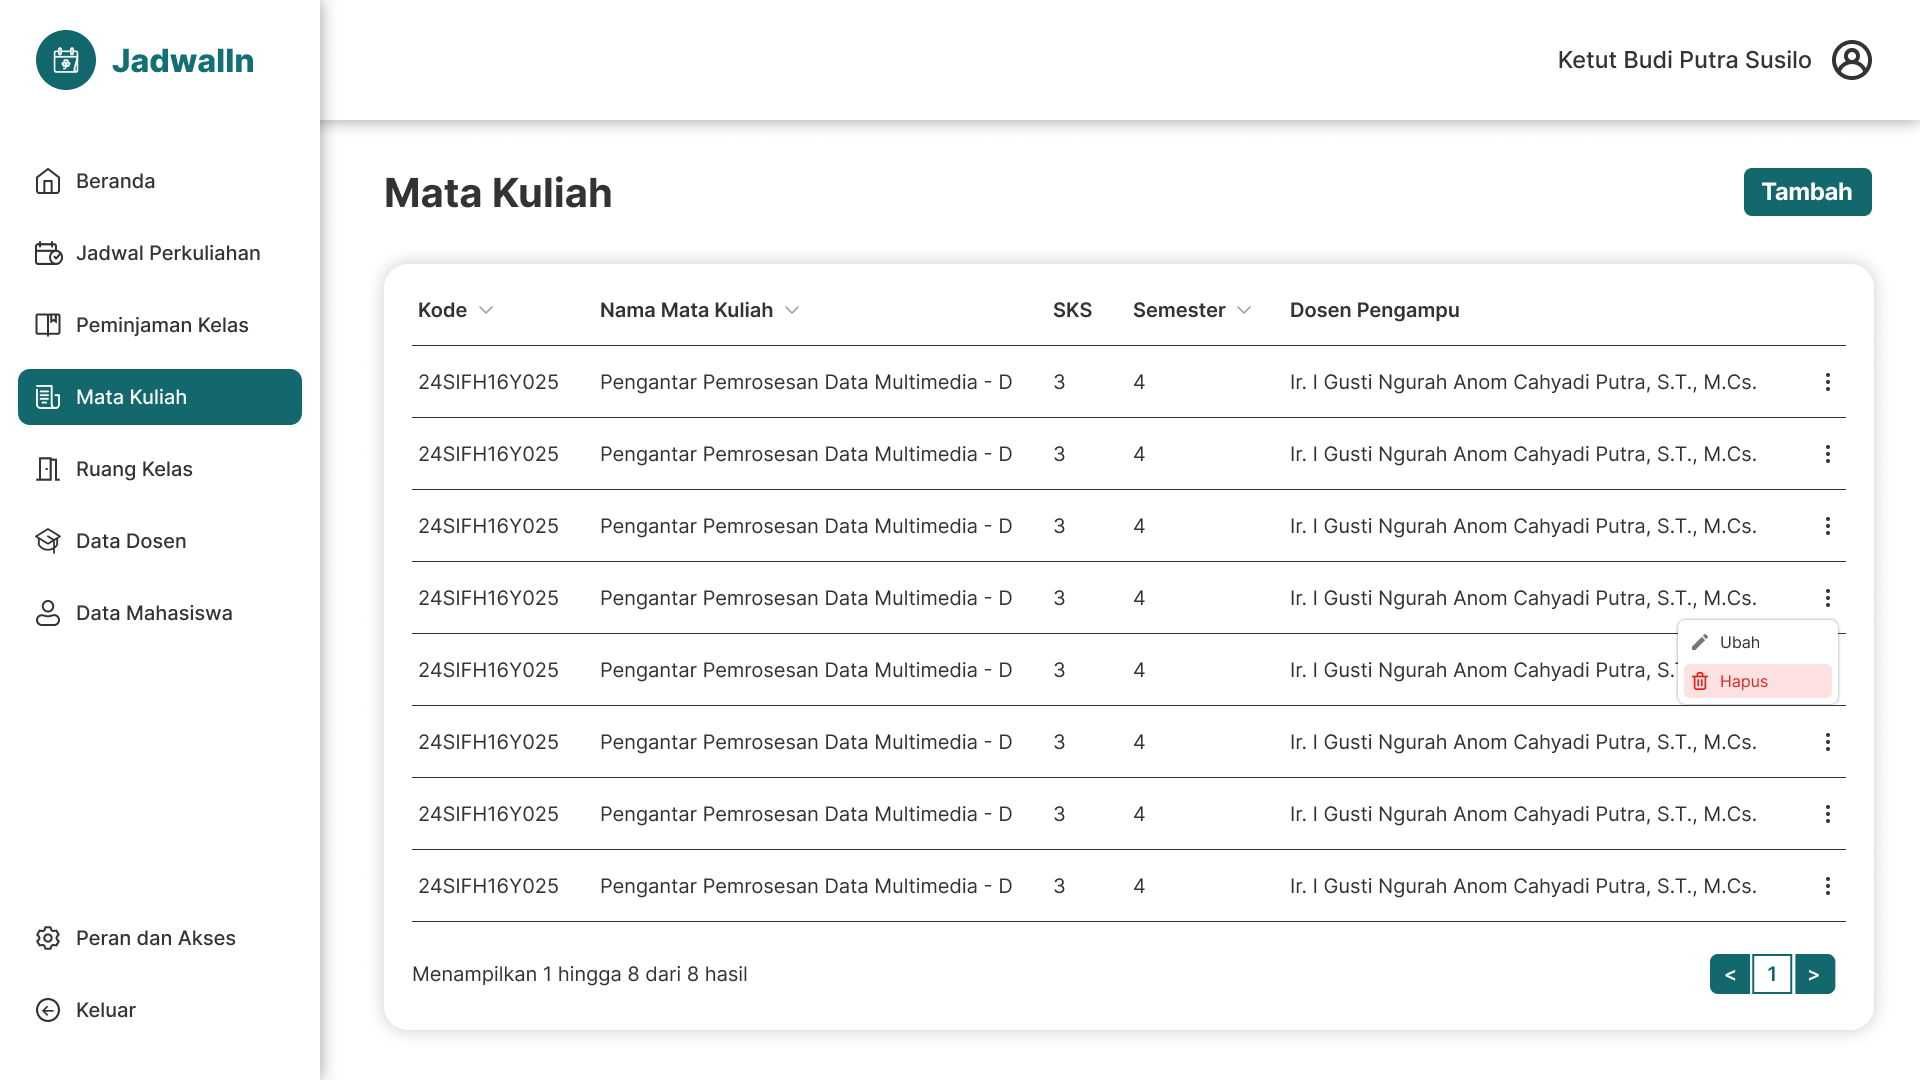 JadwalIn
Ketut Budi Putra Susilo
Beranda
Jadwal Perkuliahan
Peminjaman Kelas
Mata Kuliah
Ruang Kelas
Data Dosen
Data Mahasiswa
Peran dan Akses
Keluar
Mata Kuliah
Tambah
Kode Nama Mata Kuliah SKS Semester Dosen Pengampu
24SIFH16Y025 Pengantar Pemrosesan Data Multimedia - D 3 4 Ir. I Gusti Ngurah Anom Cahyadi Putra, S.T., M.Cs.
24SIFH16Y025 Pengantar Pemrosesan Data Multimedia - D 3 4 Ir. I Gusti Ngurah Anom Cahyadi Putra, S.T., M.Cs.
24SIFH16Y025 Pengantar Pemrosesan Data Multimedia - D 3 4 Ir. I Gusti Ngurah Anom Cahyadi Putra, S.T., M.Cs.
24SIFH16Y025 Pengantar Pemrosesan Data Multimedia - D 3 4 Ir. I Gusti Ngurah Anom Cahyadi Putra, S.T., M.Cs.
Ubah
24SIFH16Y025 Pengantar Pemrosesan Data Multimedia - D 3 4 Ir. I Gusti Ngurah Anom Cahyadi Putra, S.
Hapus
24SIFH16Y025 Pengantar Pemrosesan Data Multimedia - D 3 4 Ir. I Gusti Ngurah Anom Cahyadi Putra, S.T., M.Cs.
24SIFH16Y025 Pengantar Pemrosesan Data Multimedia - D 3 4 Ir. I Gusti Ngurah Anom Cahyadi Putra, S.T., M.Cs.
24SIFH16Y025 Pengantar Pemrosesan Data Multimedia - D 3 4 Ir. I Gusti Ngurah Anom Cahyadi Putra, S.T., M.Cs.
Menampilkan 1 hingga 8 dari 8 hasil
< 1 >